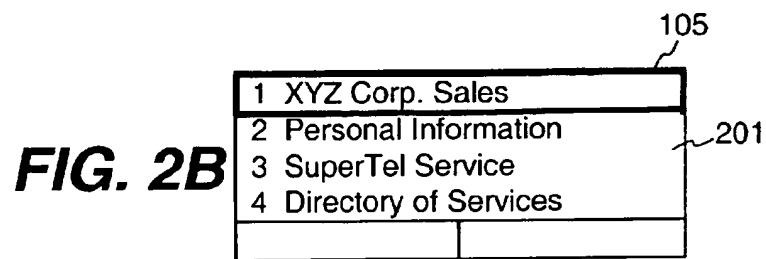 105
1 XYZ Corp. Sales
2 Personal Information
201
3 SuperTel Service
FIG. 2B
4 Directory of Services